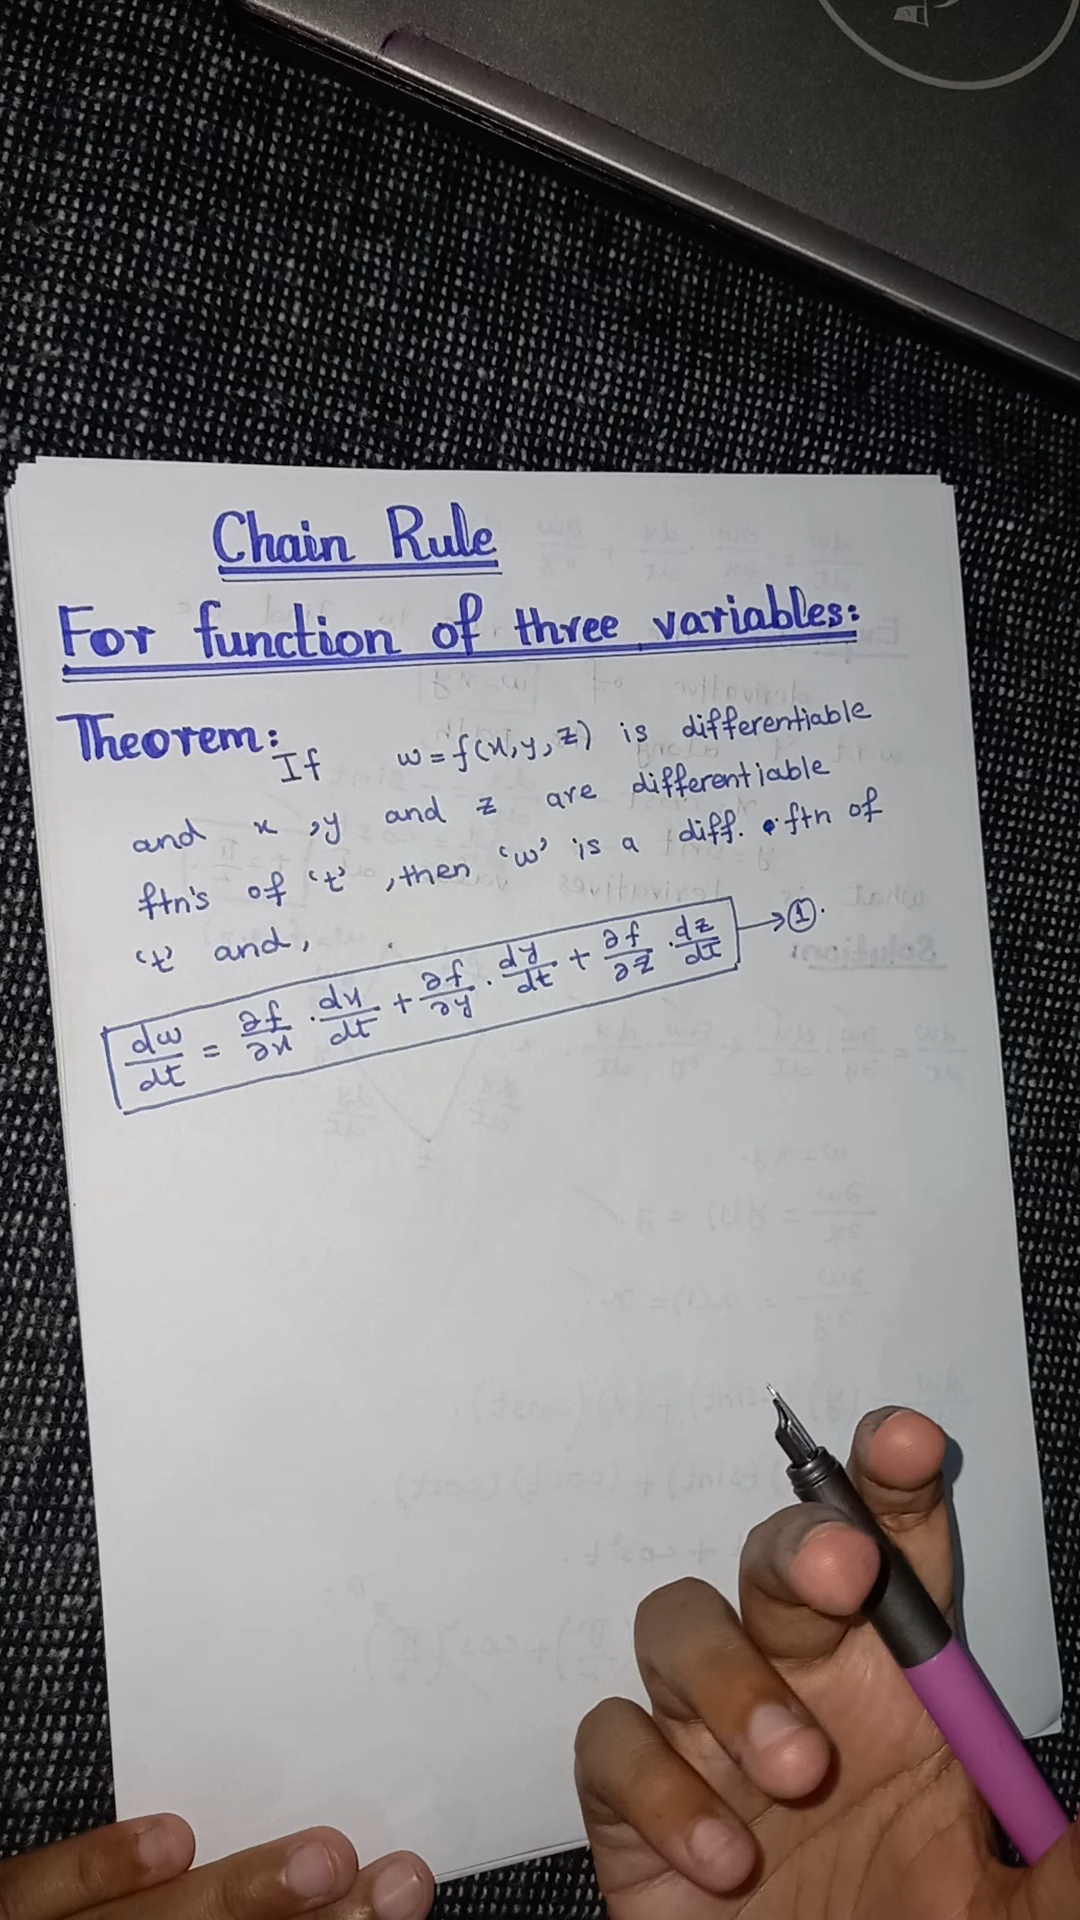 Chain Rule
For function of three variables:
Theorem:
If w = f(x,y,z) is differentiable
and x ,y and z are differentiable
ftn's of 't' ,then 'w' is a diff. ftn of
't' and,
dw/dt = ∂f/∂x . dx/dt + ∂f/∂y . dy/dt + ∂f/∂z . dz/dt → ①.